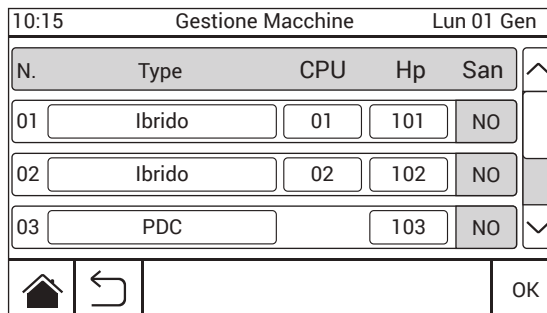 10:15 Gestione Macchine Lun 01 Gen
N. Type CPU Hp San
01 Ibrido 01 101 NO
02 Ibrido 02 102 NO
03 PDC 103 NO
OK